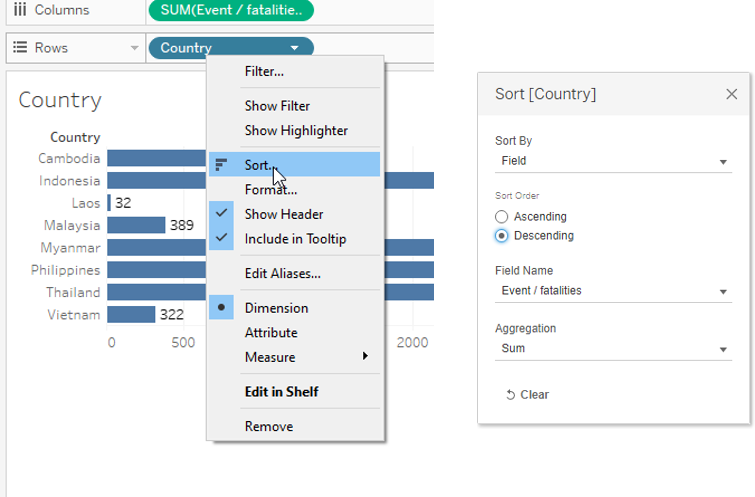 Columns
SUM(Event / fatalitie..
Rows
Country
Country
Country
Cambodia
Indonesia
Laos
32
Malaysia
389
Myanmar
Philippines
Thailand
Vietnam
322
0
500
2000
Filter...
Show Filter
Show Highlighter
Sort...
Format...
Show Header
Include in Tooltip
Edit Aliases...
Dimension
Attribute
Measure
Edit in Shelf
Remove
Sort [Country]
Sort By
Field
Sort Order
Ascending
Descending
Field Name
Event / fatalities
Aggregation
Sum
Clear